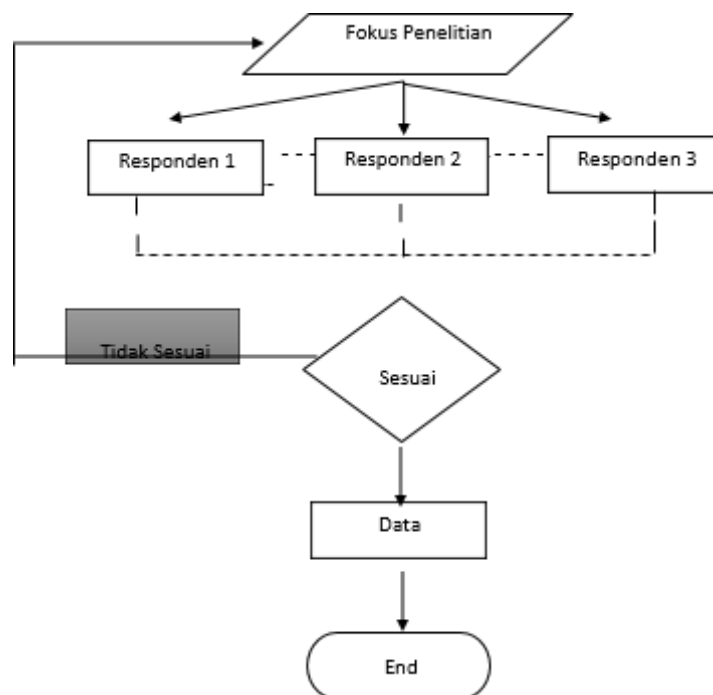 Fokus Penelitian
Responden 1
Responden 2
Responden 3
Tidak Sesuai
Sesuai
Data
End